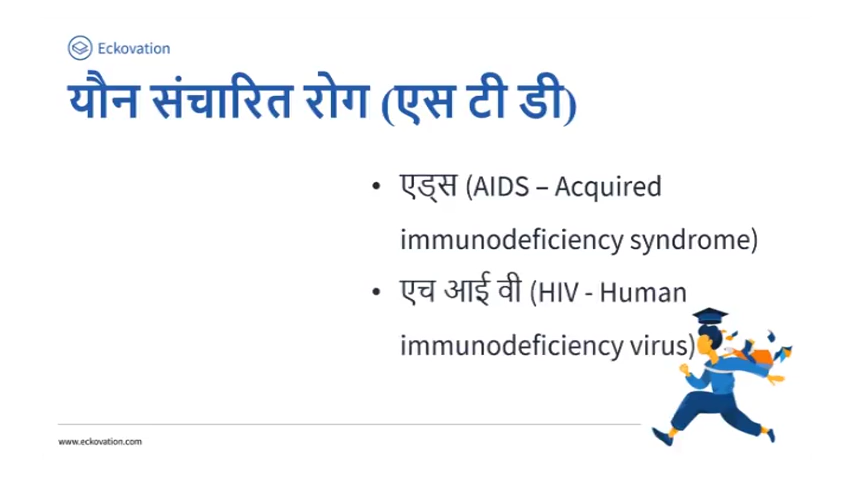 Eckovation
यौन संचारित रोग (एस टी डी)
• एड्स (AIDS – Acquired
immunodeficiency syndrome)
• एच आई वी (HIV - Human
immunodeficiency virus)
www.eckovation.com